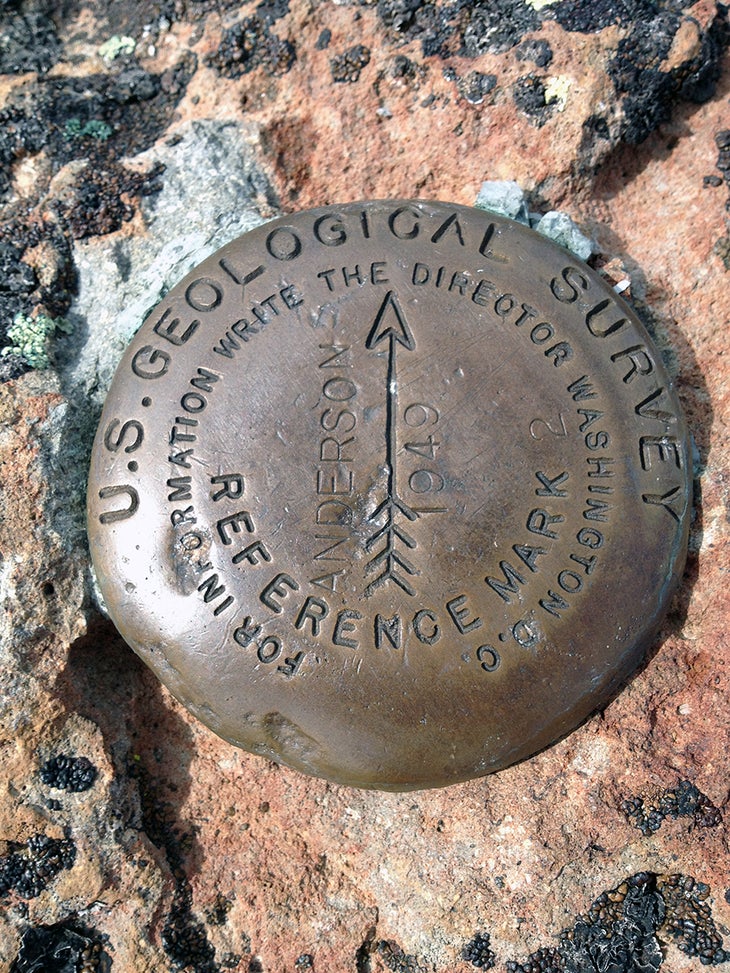 U.S. GEOLOGICAL SURVEY
FOR INFORMATION WRITE THE DIRECTOR WASHINGTON D.C.
ANDERSON
1949
REFERENCE MARK 2